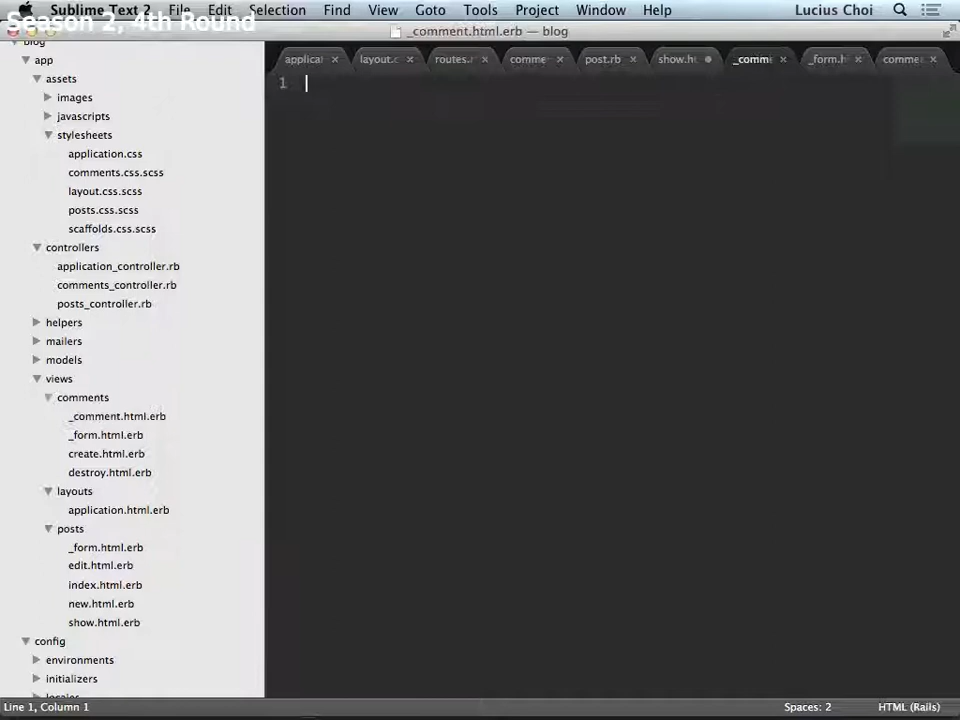 Sublime Text 2 File Edit Selection Find View Goto Tools Project Window Help Lucius Choi
Season 2, 4th Round
_comment.html.erb — blog
blog
app
assets
images
javascripts
stylesheets
application.css
comments.css.scss
layout.css.scss
posts.css.scss
scaffolds.css.scss
controllers
application_controller.rb
comments_controller.rb
posts_controller.rb
helpers
mailers
models
views
comments
_comment.html.erb
_form.html.erb
create.html.erb
destroy.html.erb
layouts
application.html.erb
posts
_form.html.erb
edit.html.erb
index.html.erb
new.html.erb
show.html.erb
config
environments
initializers
locales
applical layout.c routes.r comme post.rb show.ht _comm _form.h commen
1
Line 1, Column 1 Spaces: 2 HTML (Rails)